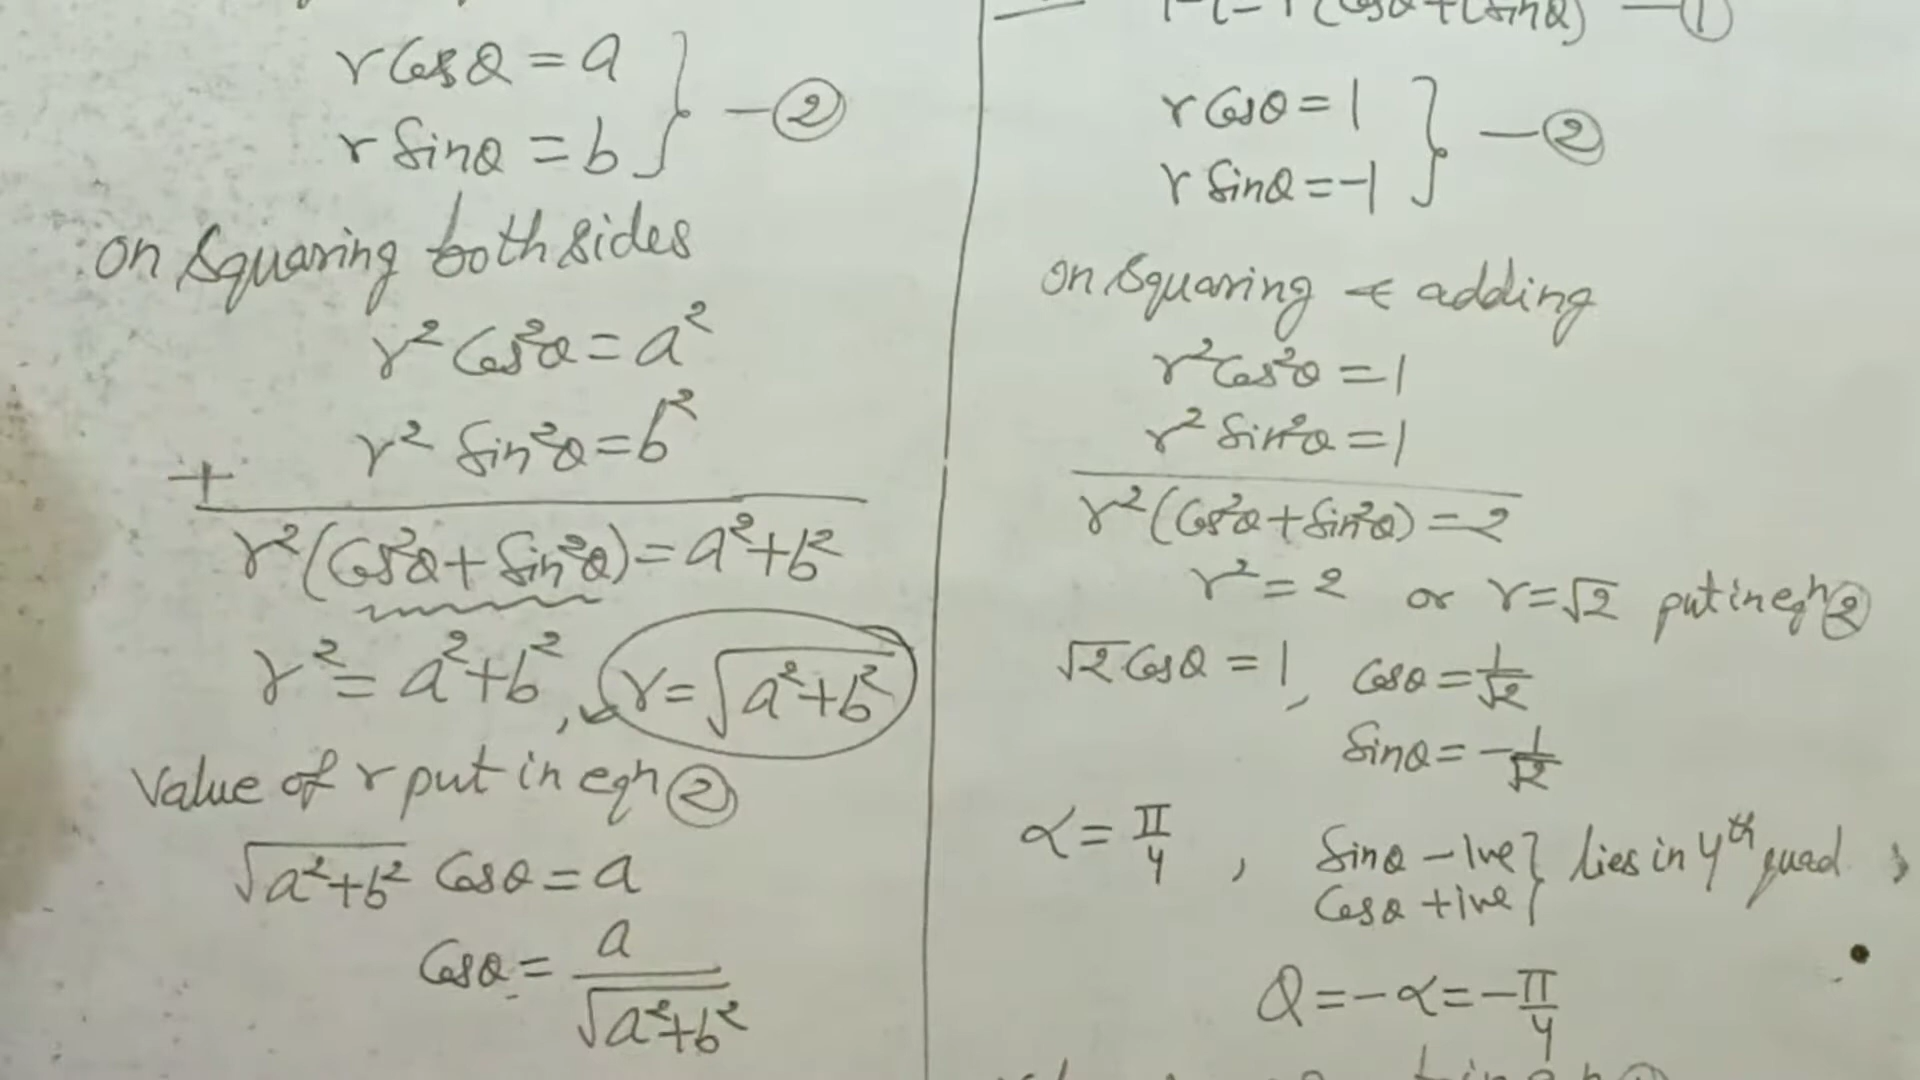 r Cosθ = a
r Sinθ = b } — ②
on squaring both sides
r² Cos²θ = a²
r² Sin²θ = b²
+
r²(Cos²θ + Sin²θ) = a² + b²
r² = a² + b² , r = √a² + b²
Value of r put in eqn ②
√a² + b² Cosθ = a
Cosθ = a / √a² + b²
1 - i = r (Cosθ + i Sinθ) — ①
r Cosθ = 1
r Sinθ = -1 } — ②
on squaring & adding
r² Cos²θ = 1
r² Sin²θ = 1
r² (Cos²θ + Sin²θ) = 2
r² = 2 or r = √2 put in eqn ②
√2 Cosθ = 1 , Cosθ = 1/√2
Sinθ = - 1/√2
α = π/4 , Sinθ -ive
Cosθ +ive } lies in 4th quad ,
θ = -α = - π/4